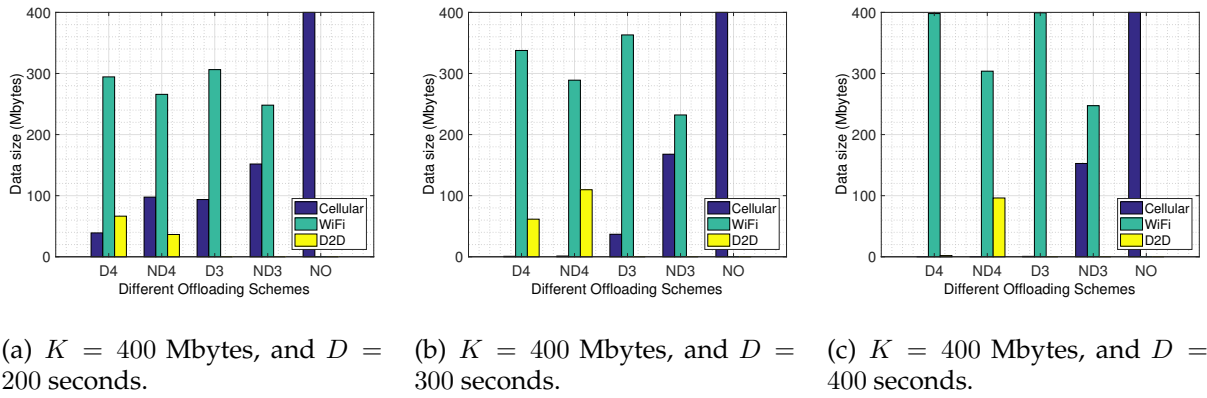 400
300
200
100
0
Data size (Mbytes)
Cellular
WiFi
D2D
D4 ND4 D3 ND3 NO
Different Offloading Schemes
400
300
200
100
0
Data size (Mbytes)
Cellular
WiFi
D2D
D4 ND4 D3 ND3 NO
Different Offloading Schemes
400
300
200
100
0
Data size (Mbytes)
Cellular
WiFi
D2D
D4 ND4 D3 ND3 NO
Different Offloading Schemes
(a) K = 400 Mbytes, and D =
200 seconds.
(b) K = 400 Mbytes, and D =
300 seconds.
(c) K = 400 Mbytes, and D =
400 seconds.